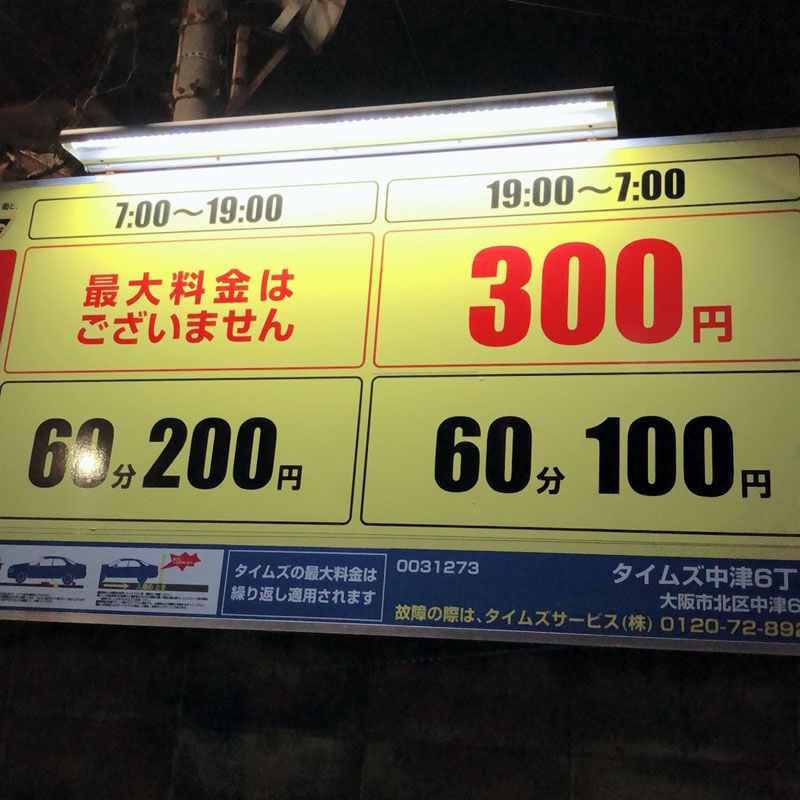 街と、
7:00〜19:00
19:00〜7:00
最大料金は
ございません
300円
60分 200円
60分 100円
タイムズの最大料金は
繰り返し適用されます
0031273
タイムズ中津6丁
大阪市北区中津6
故障の際は、タイムズサービス(株) 0120-72-892